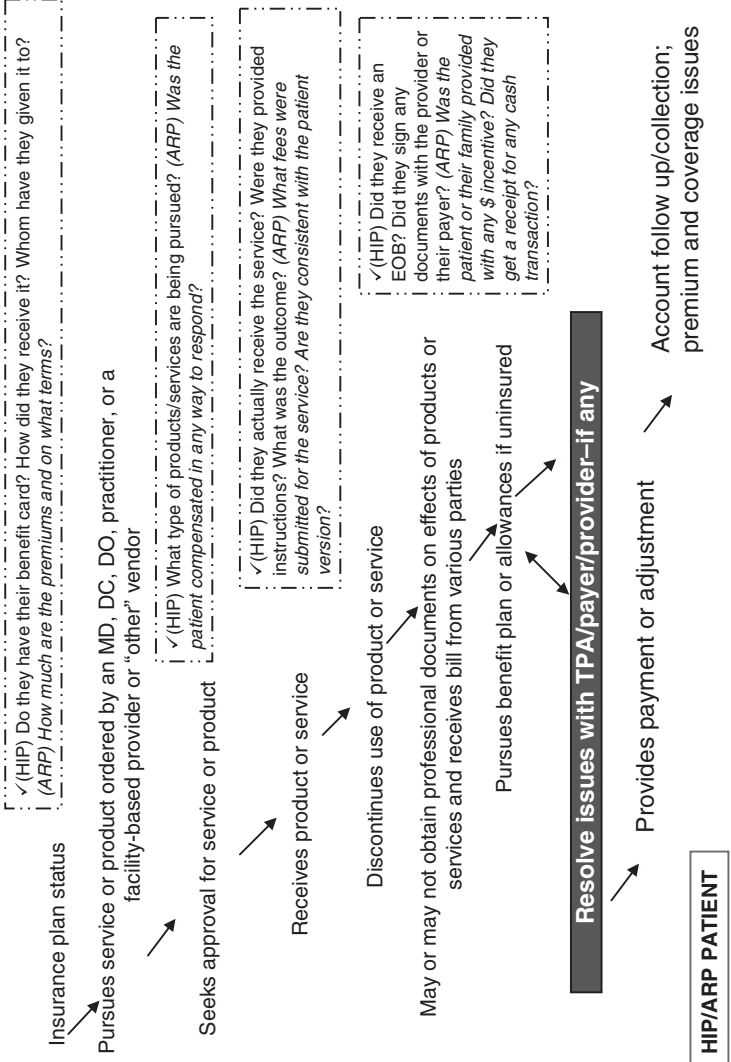 Insurance plan status
✓(HIP) Do they have their benefit card? How did they receive it? Whom have they given it to?
(ARP) How much are the premiums and on what terms?
Pursues service or product ordered by an MD, DC, DO, practitioner, or a
facility-based provider or “other” vendor
Seeks approval for service or product
✓(HIP) What type of products/services are being pursued? (ARP) Was the
patient compensated in any way to respond?
Receives product or service
✓(HIP) Did they actually receive the service? Were they provided
instructions? What was the outcome? (ARP) What fees were
submitted for the service? Are they consistent with the patient
version?
Discontinues use of product or service
May or may not obtain professional documents on effects of products or
services and receives bill from various parties
✓(HIP) Did they receive an
EOB? Did they sign any
documents with the provider or
their payer? (ARP) Was the
patient or their family provided
with any $ incentive? Did they
get a receipt for any cash
transaction?
Pursues benefit plan or allowances if uninsured
Resolve issues with TPA/payer/provider–if any
Provides payment or adjustment
Account follow up/collection;
premium and coverage issues
HIP/ARP PATIENT